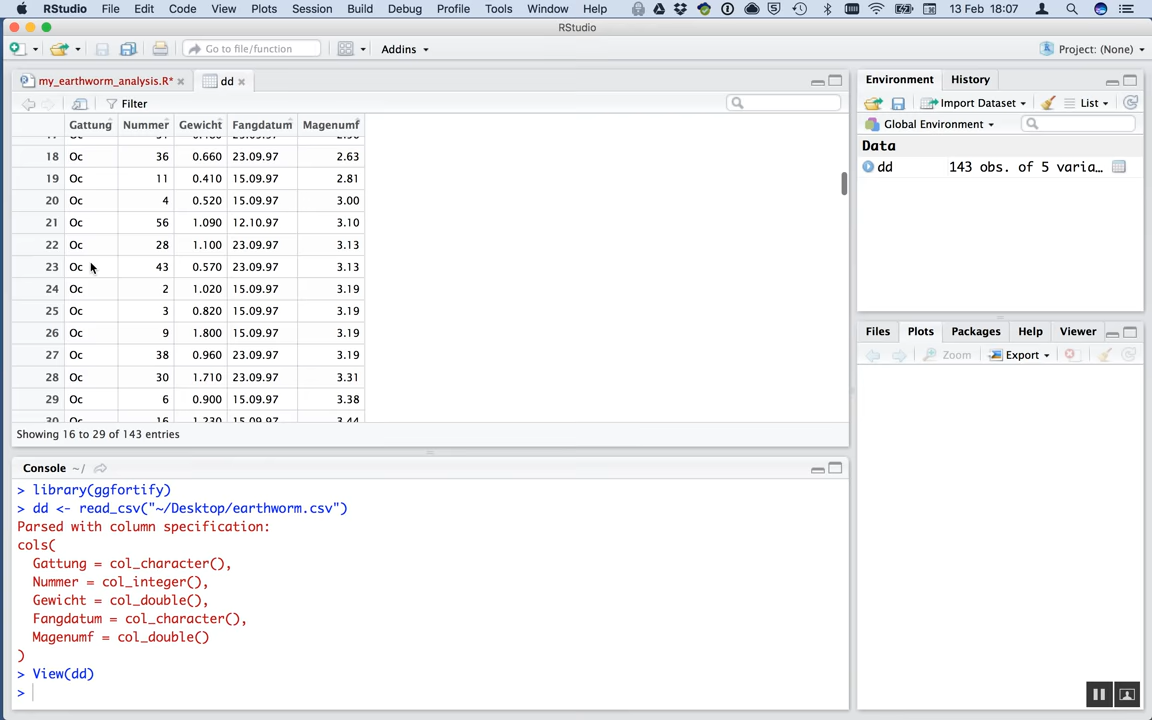 RStudio File Edit Code View Plots Session Build Debug Profile Tools Window Help 13 Feb 18:07
RStudio
Go to file/function Addins Project: (None)
my_earthworm_analysis.R* dd
Filter
Gattung Nummer Gewicht Fangdatum Magenumf
18 Oc 36 0.660 23.09.97 2.63
19 Oc 11 0.410 15.09.97 2.81
20 Oc 4 0.520 15.09.97 3.00
21 Oc 56 1.090 12.10.97 3.10
22 Oc 28 1.100 23.09.97 3.13
23 Oc 43 0.570 23.09.97 3.13
24 Oc 2 1.020 15.09.97 3.19
25 Oc 3 0.820 15.09.97 3.19
26 Oc 9 1.800 15.09.97 3.19
27 Oc 38 0.960 23.09.97 3.19
28 Oc 30 1.710 23.09.97 3.31
29 Oc 6 0.900 15.09.97 3.38
30 Oc 16 1.230 15.09.97 3.44
Showing 16 to 29 of 143 entries
Console ~/
> library(ggfortify)
> dd <- read_csv("~/Desktop/earthworm.csv")
Parsed with column specification:
cols(
Gattung = col_character(),
Nummer = col_integer(),
Gewicht = col_double(),
Fangdatum = col_character(),
Magenumf = col_double()
)
> View(dd)
>
Environment History
Import Dataset List
Global Environment
Data
dd 143 obs. of 5 varia…
Files Plots Packages Help Viewer
Zoom Export